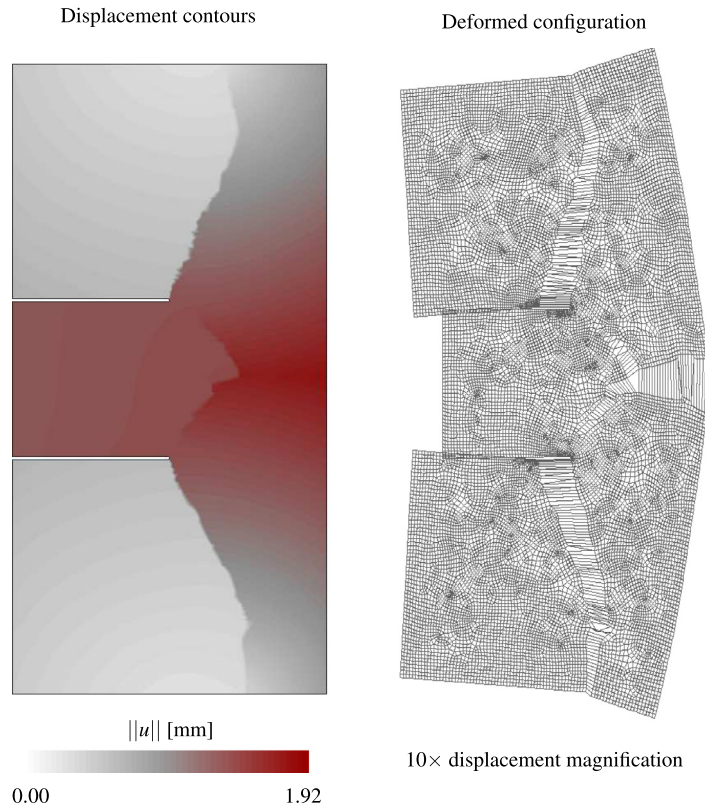 Displacement contours
Deformed configuration
||u|| [mm]
0.00 1.92
10× displacement magnification